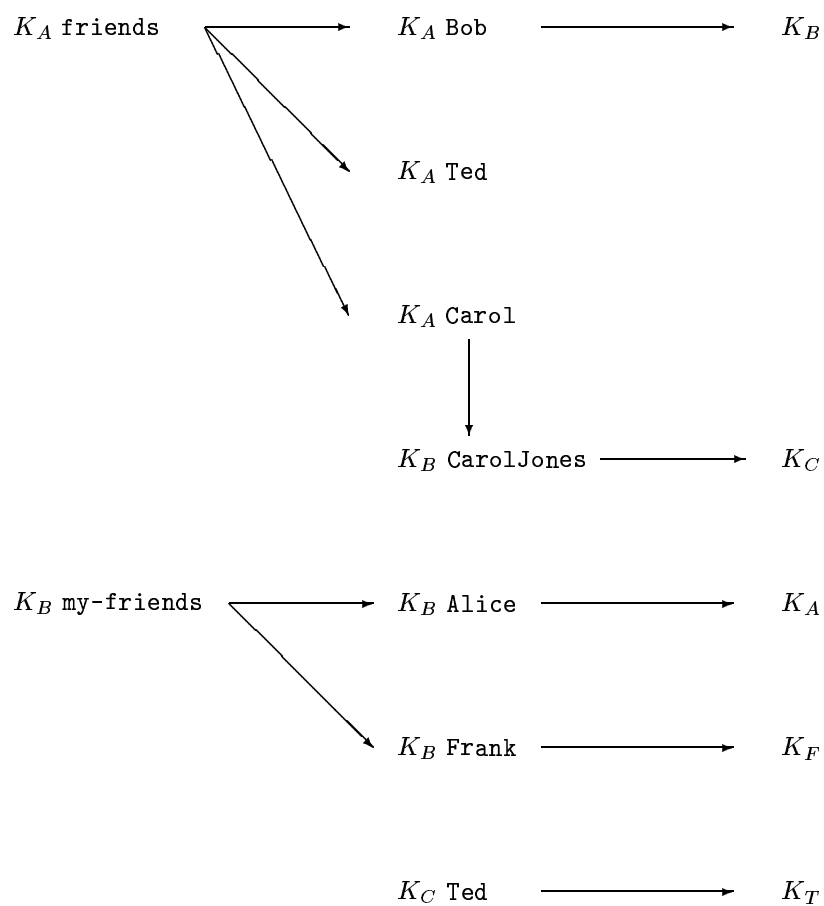 K_A friends K_A Bob K_B
K_A Ted
K_A Carol
K_B CarolJones K_C
K_B my-friends K_B Alice K_A
K_B Frank K_F
K_C Ted K_T